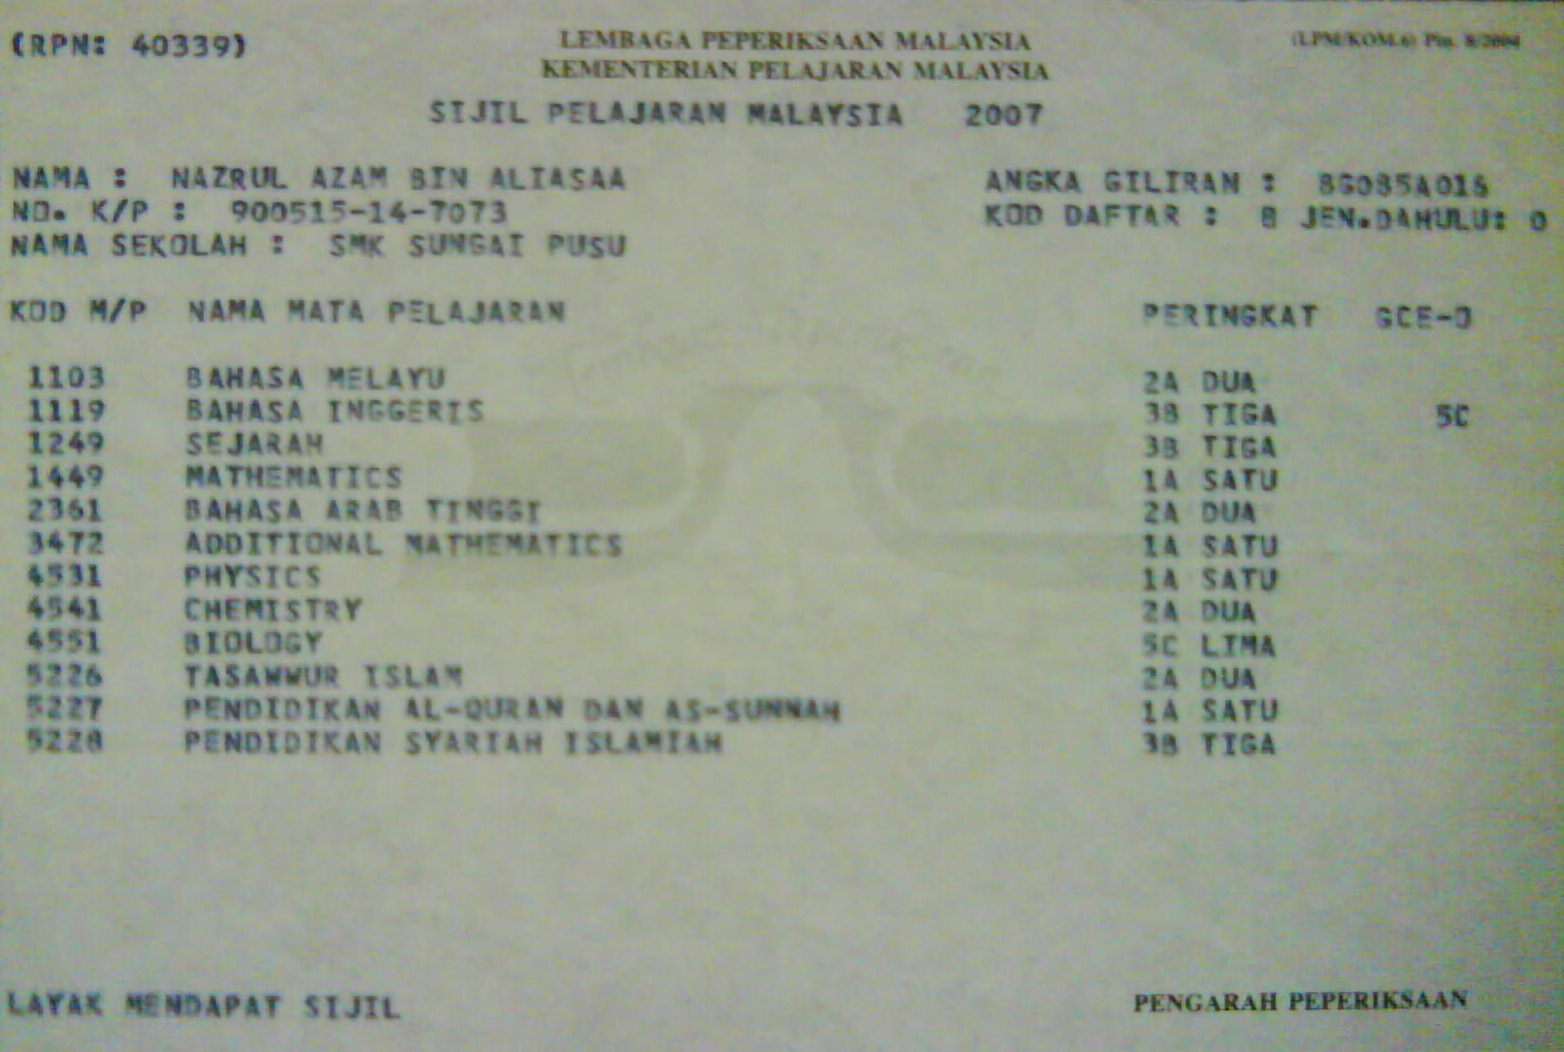 (RPN: 40339)
LEMBAGA PEPERIKSAAN MALAYSIA
(LPM/KOM.6) Pin. 8/2004
KEMENTERIAN PELAJARAN MALAYSIA
SIJIL PELAJARAN MALAYSIA 2007
NAMA : NAZRUL AZAM BIN ALIASAA ANGKA GILIRAN : BG085A016
NO. K/P : 900515-14-7073 KOD DAFTAR : B JEN.DAHULU: 0
NAMA SEKOLAH : SMK SUNGAI PUSU
KOD M/P NAMA MATA PELAJARAN PERINGKAT GCE-O
1103 BAHASA MELAYU 2A DUA
1119 BAHASA INGGERIS 3B TIGA 5C
1249 SEJARAH 3B TIGA
1449 MATHEMATICS 1A SATU
2361 BAHASA ARAB TINGGI 2A DUA
3472 ADDITIONAL MATHEMATICS 1A SATU
4531 PHYSICS 1A SATU
4541 CHEMISTRY 2A DUA
4551 BIOLOGY 5C LIMA
5226 TASAWWUR ISLAM 2A DUA
5227 PENDIDIKAN AL-QURAN DAN AS-SUNNAH 1A SATU
5228 PENDIDIKAN SYARIAH ISLAMIAH 3B TIGA
LAYAK MENDAPAT SIJIL PENGARAH PEPERIKSAAN